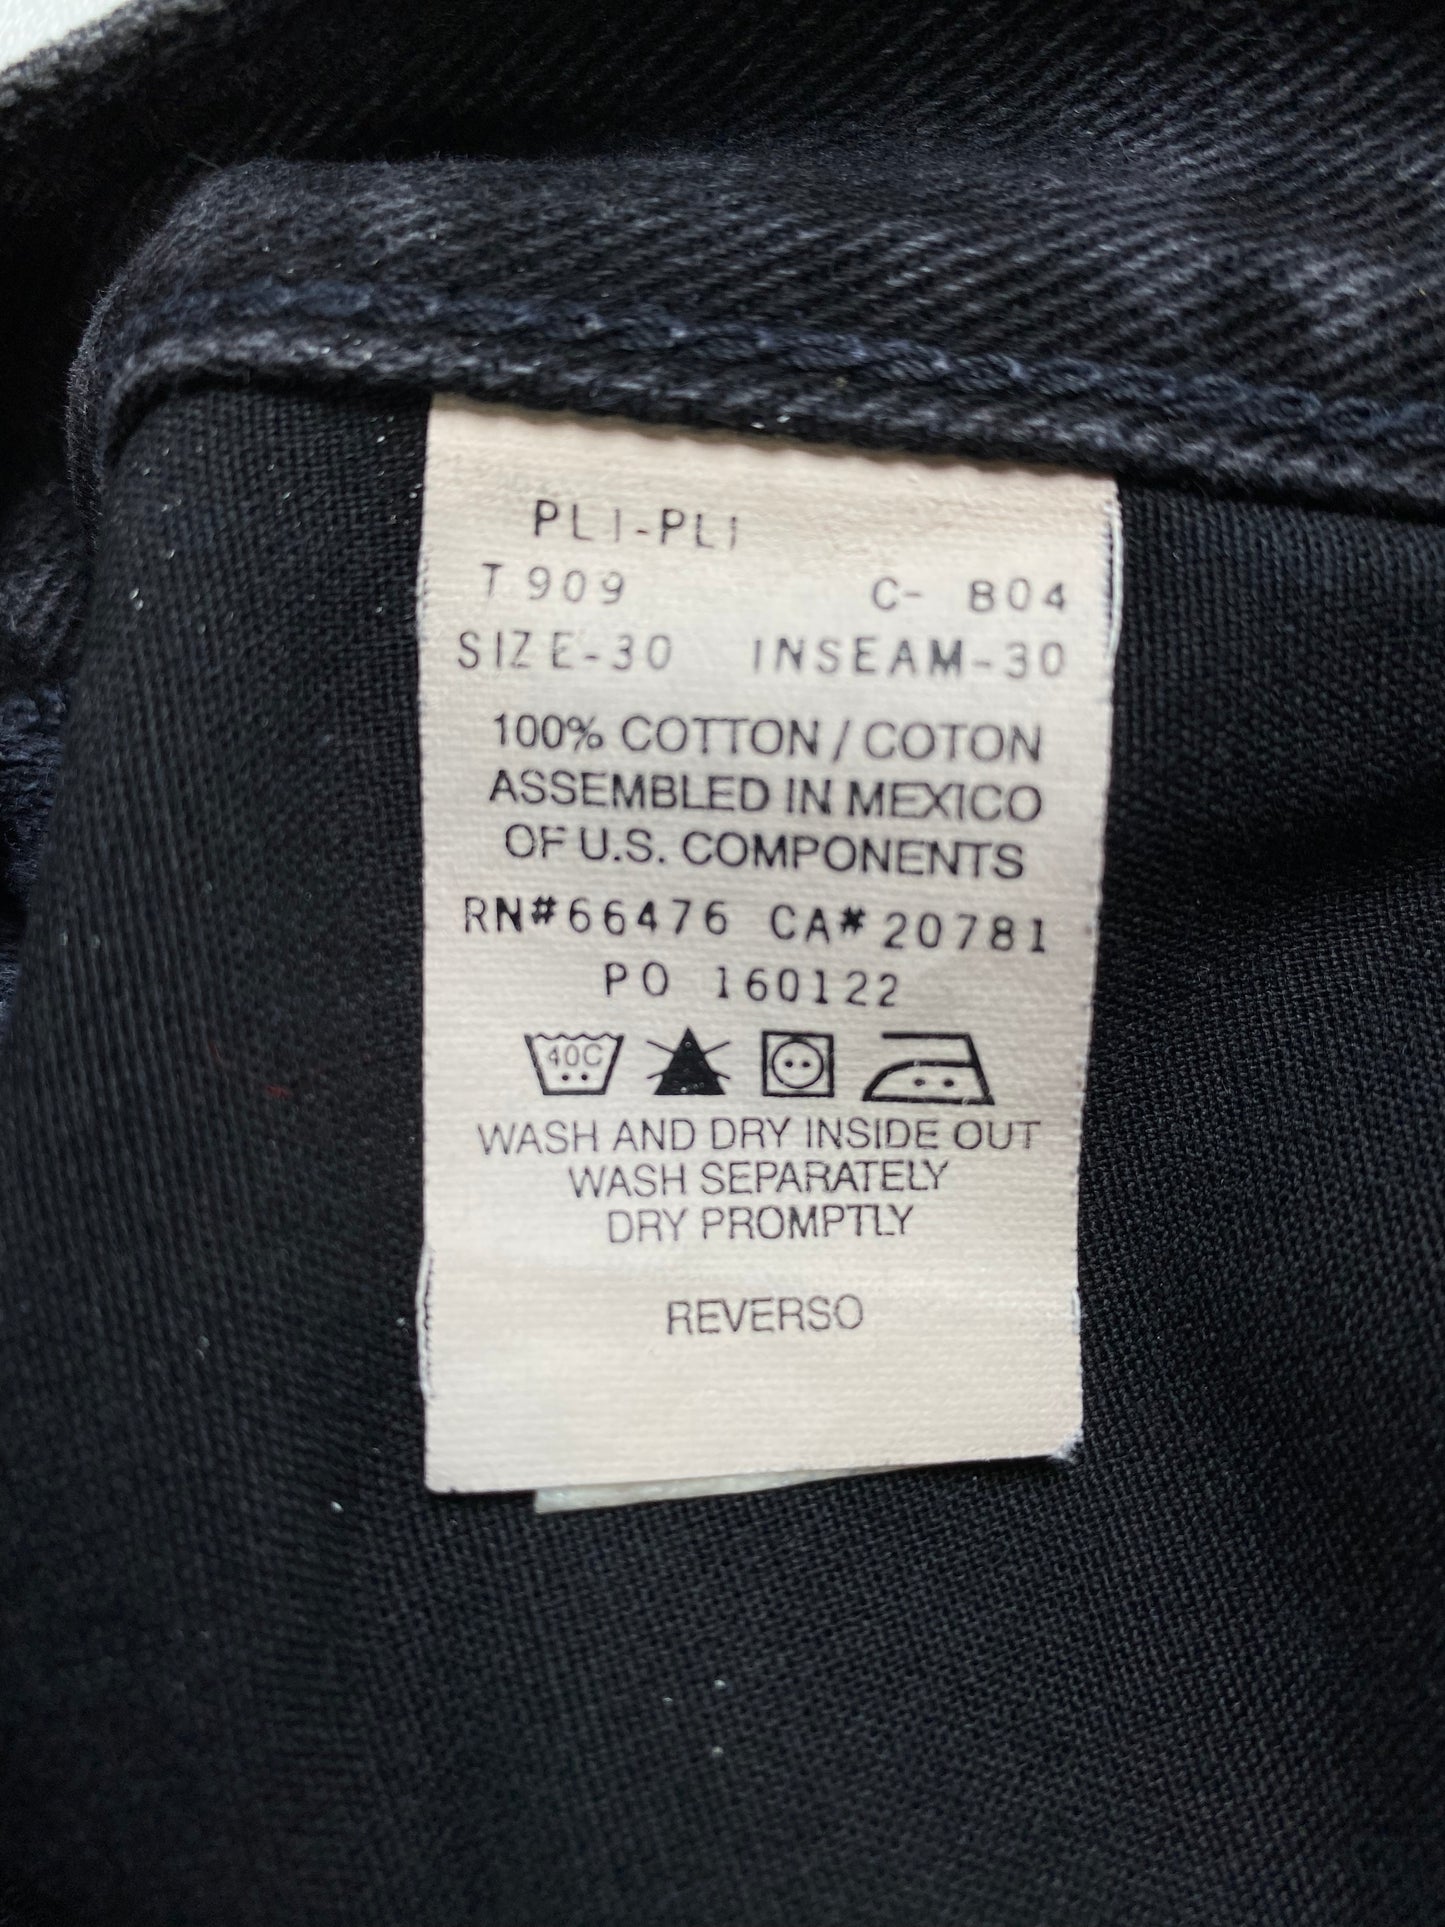 PLI-PLI
T 909 C- 804
SIZE-30 INSEAM-30
100% COTTON / COTON
ASSEMBLED IN MEXICO
OF U.S. COMPONENTS
RN#66476 CA#20781
PO 160122
40C
WASH AND DRY INSIDE OUT
WASH SEPARATELY
DRY PROMPTLY
REVERSO